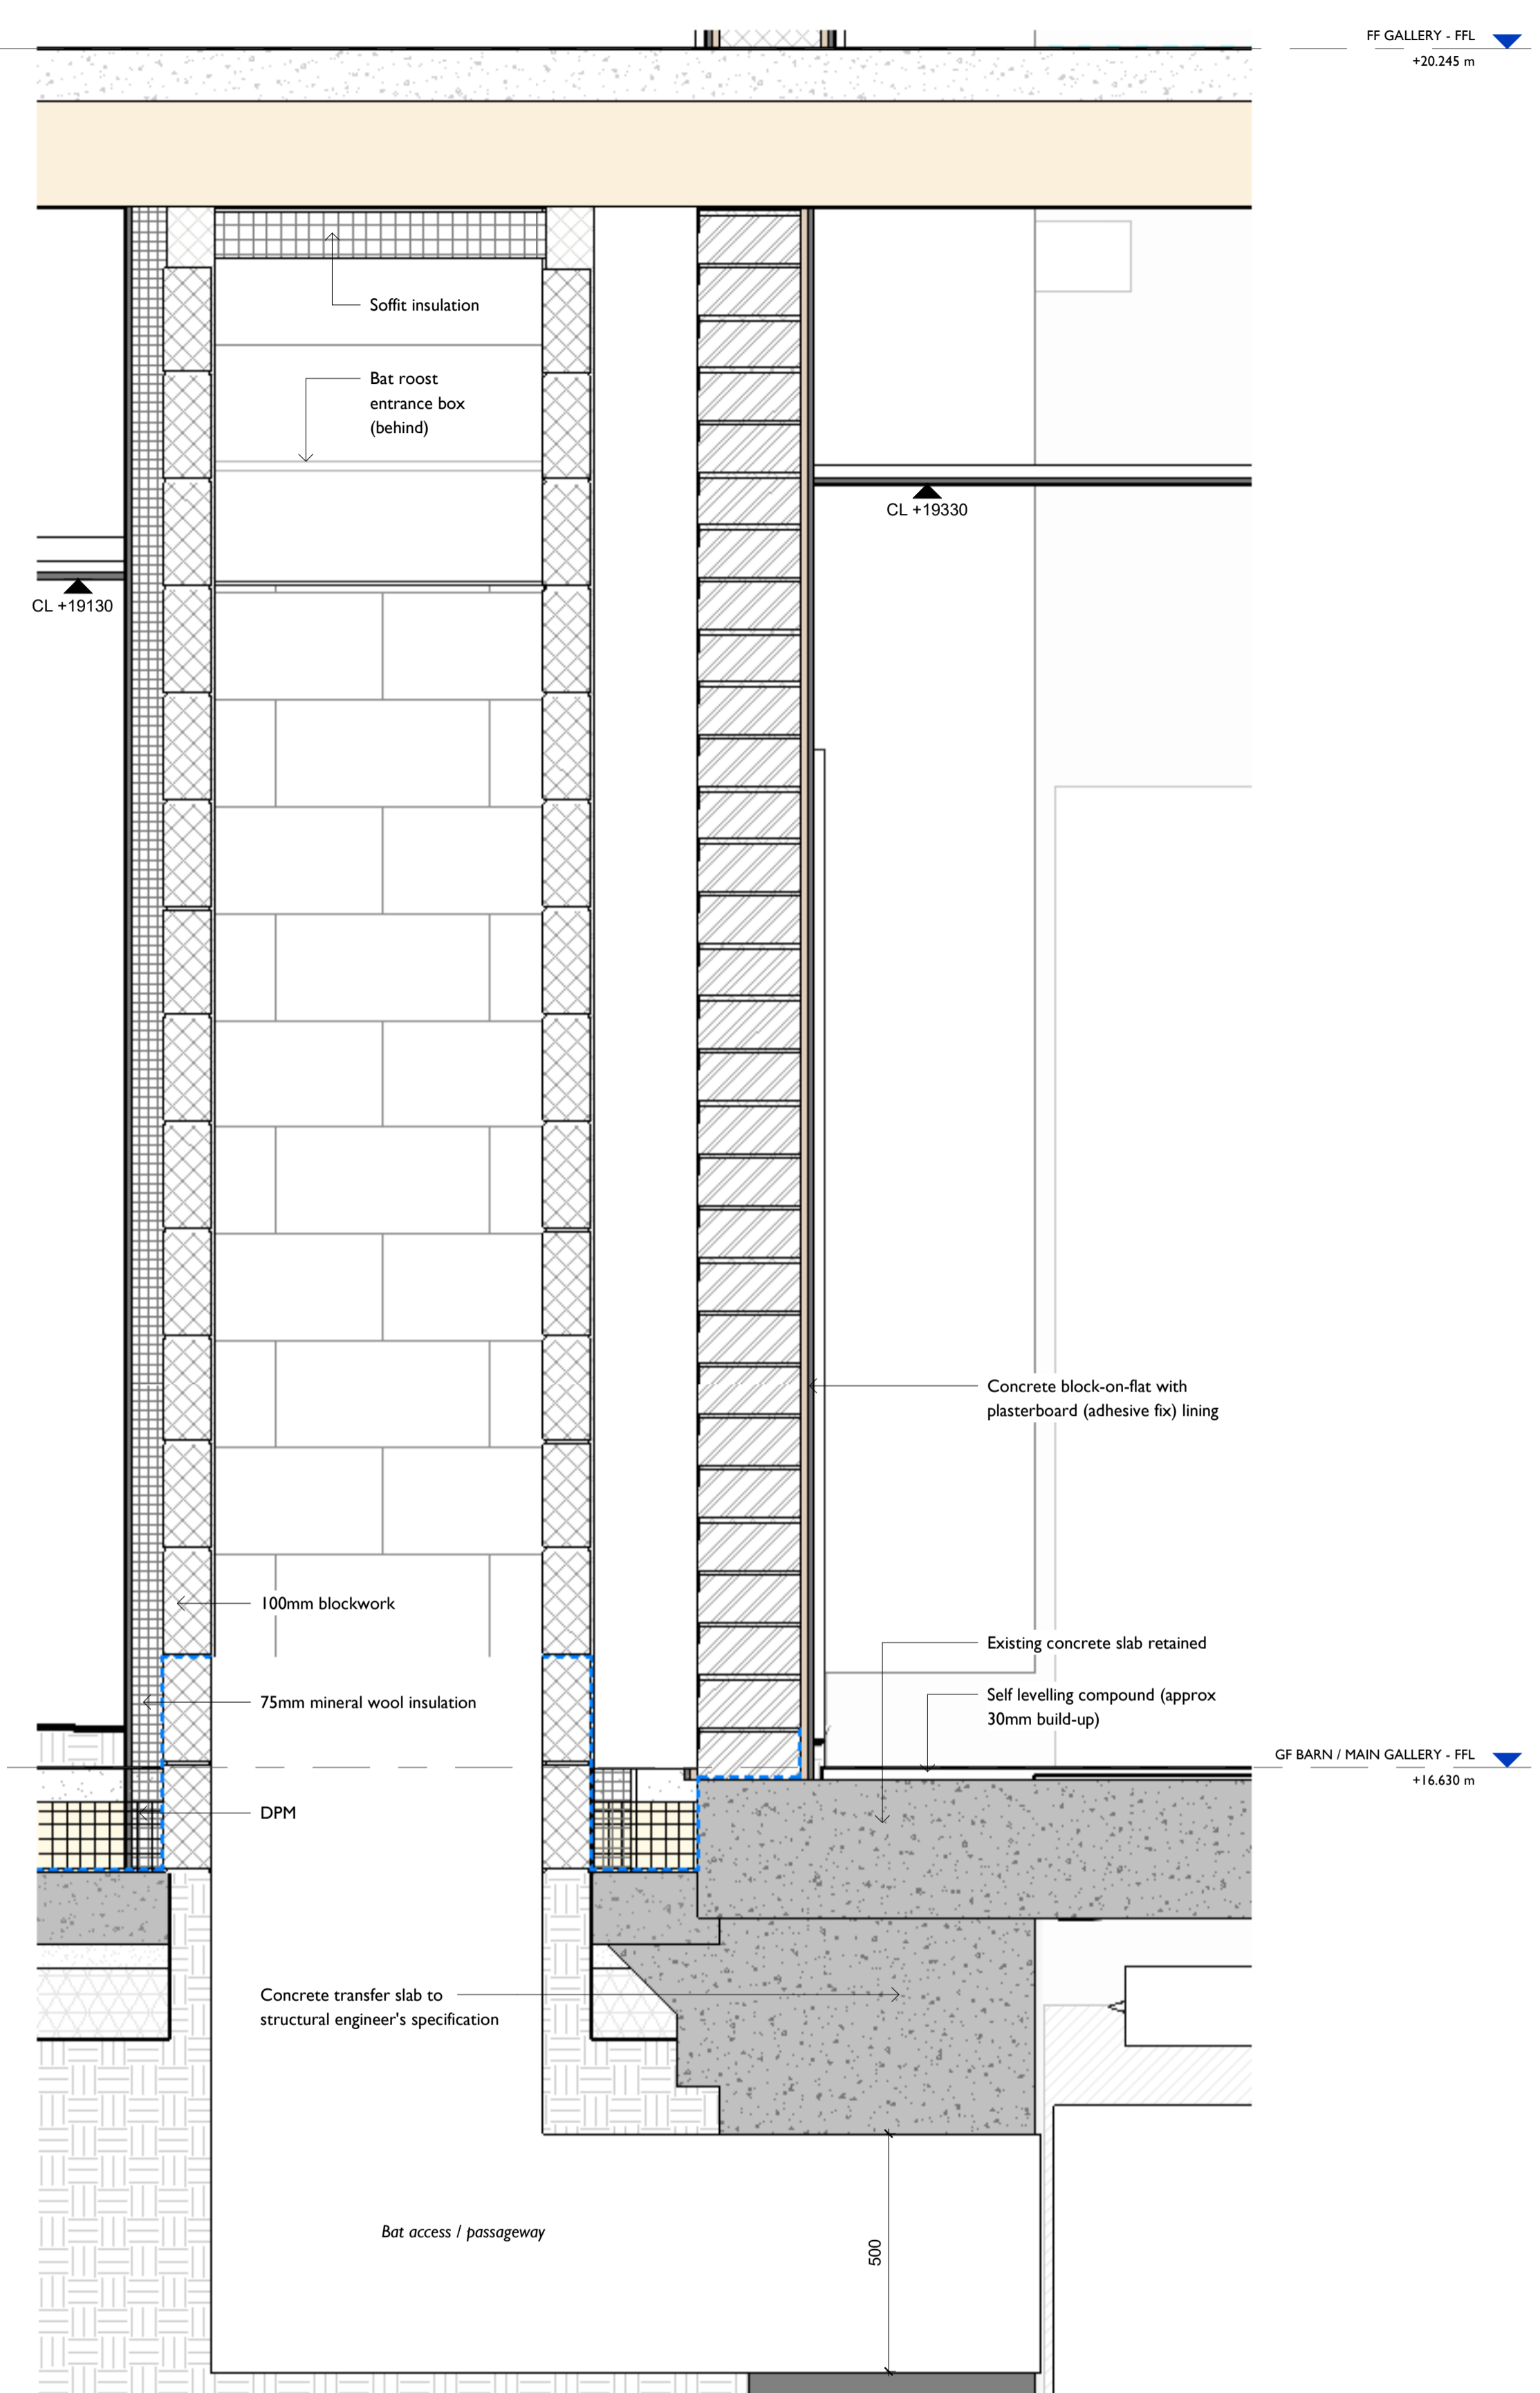 FF GALLERY - FFL
+20.245 m
Soffit insulation
Bat roost
entrance box
(behind)
CL +19330
CL +19130
Concrete block-on-flat with
plasterboard (adhesive fix) lining
100mm blockwork
Existing concrete slab retained
75mm mineral wool insulation
Self levelling compound (approx
30mm build-up)
GF BARN / MAIN GALLERY - FFL
+16.630 m
DPM
Concrete transfer slab to
structural engineer's specification
Bat access / passageway
500